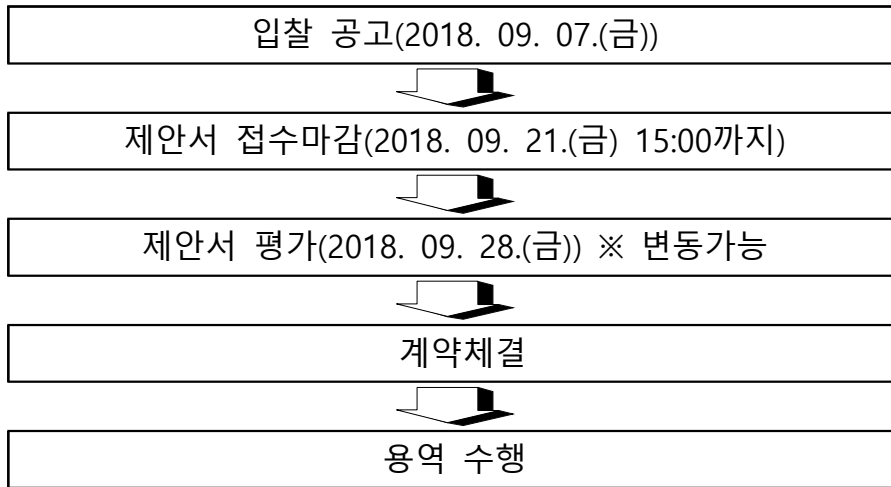 입찰 공고(2018. 09. 07.(금))
제안서 접수마감(2018. 09. 21.(금) 15:00까지)
제안서 평가(2018. 09. 28.(금)) ※ 변동가능
계약체결
용역 수행